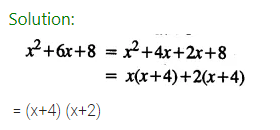 Solution:
x²+6x+8 = x²+4x+2x+8
= x(x+4)+2(x+4)
= (x+4) (x+2)